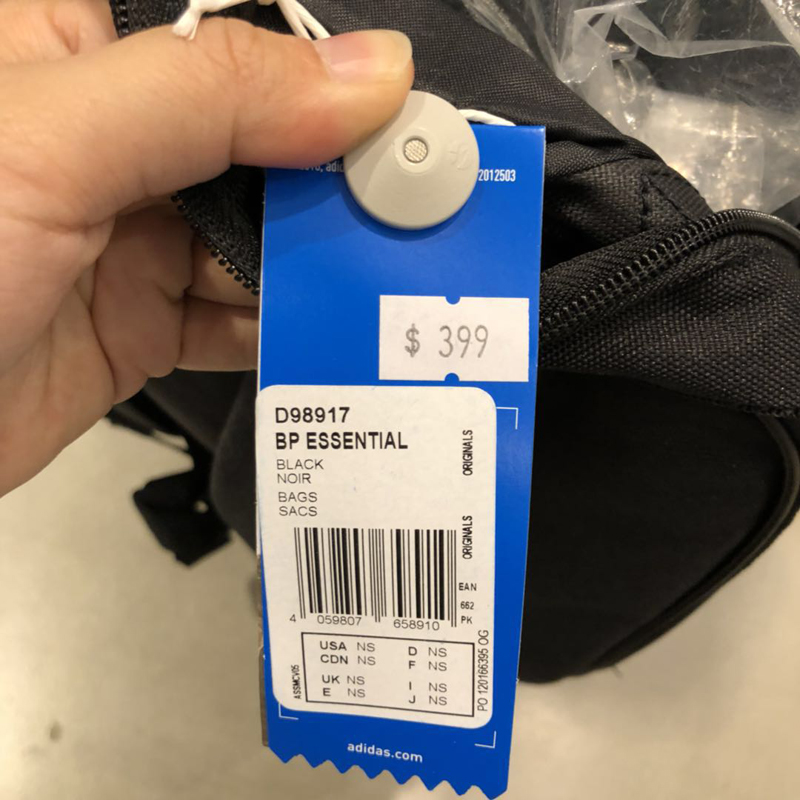 2012503
$ 399
D98917
BP ESSENTIAL
BLACK
NOIR
BAGS
SACS
ORIGINALS
ORIGINALS
EAN
662
PK
4 059807 658910
USA NS D NS
CDN NS F NS
UK NS I NS
E NS J NS
ASSMCV05
PO 120166395 OG
adidas.com